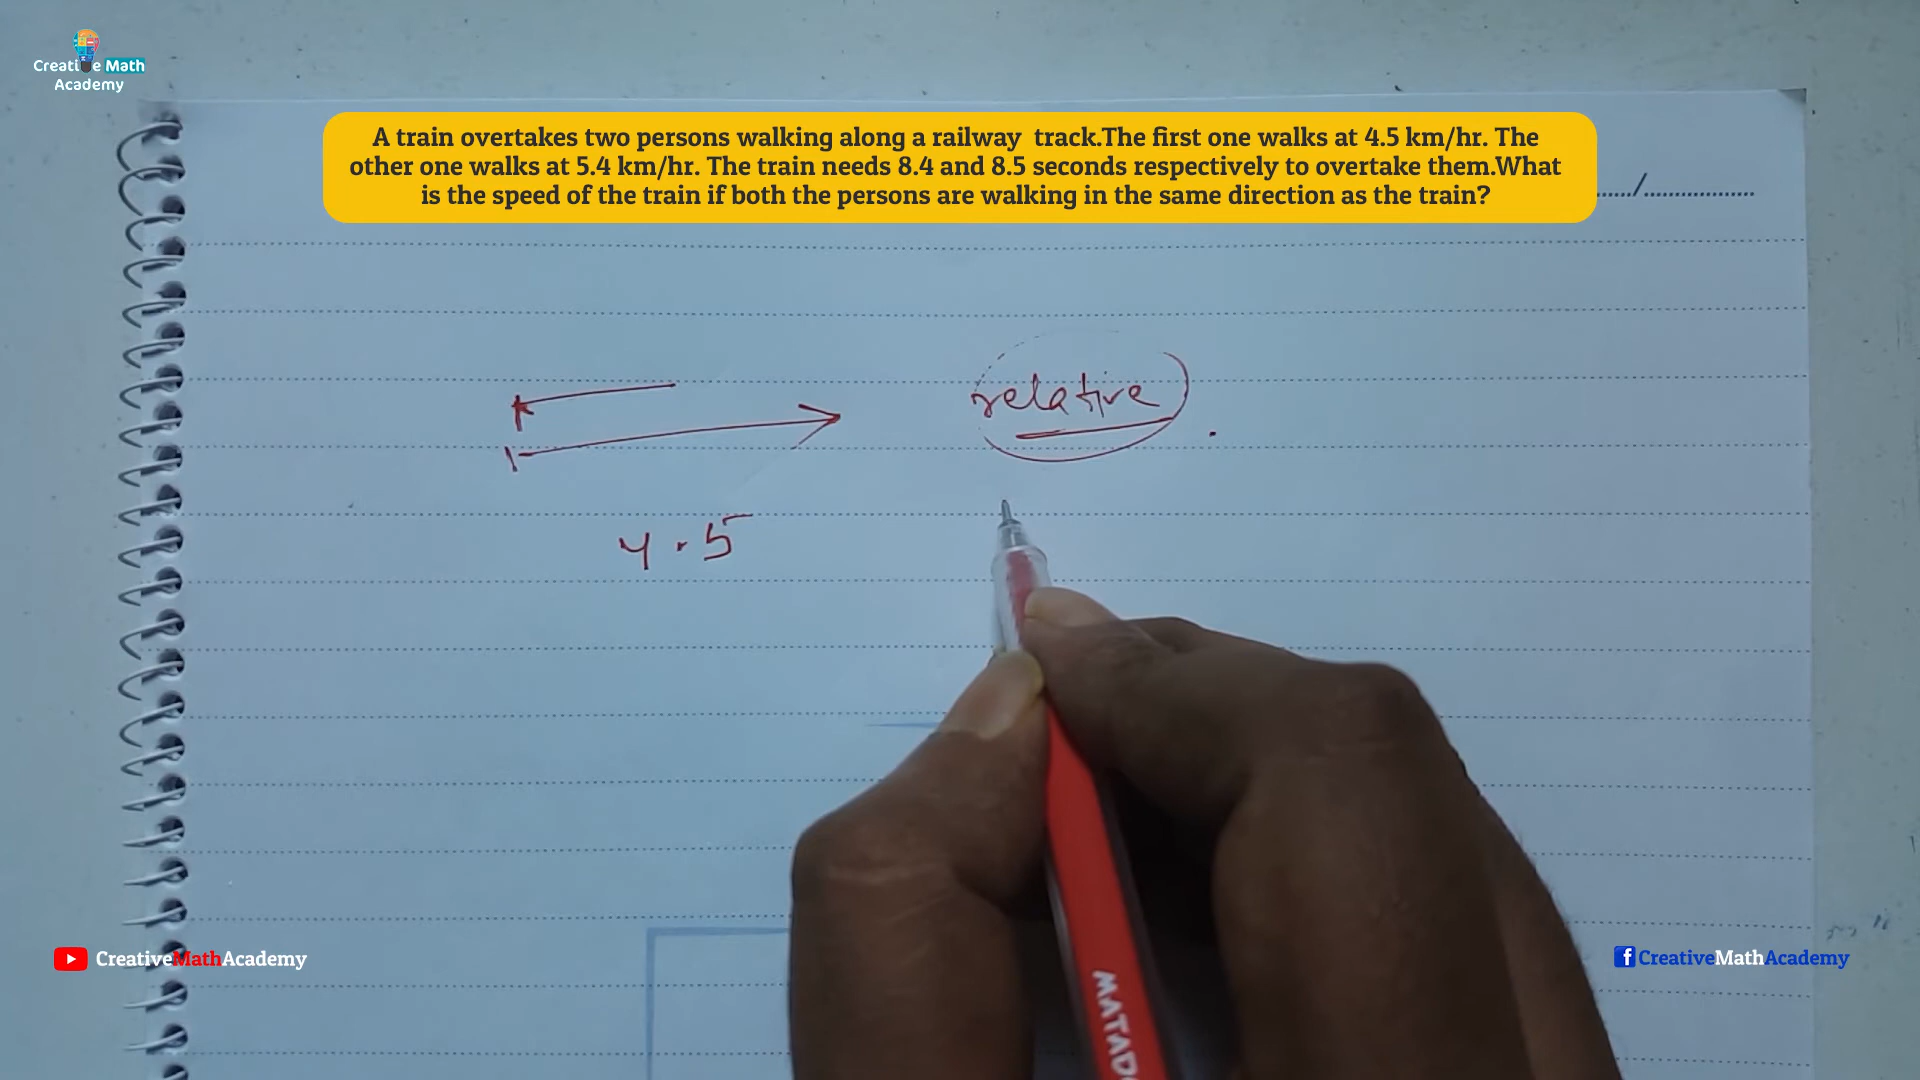 Creative Math
Academy
A train overtakes two persons walking along a railway track.The first one walks at 4.5 km/hr. The
other one walks at 5.4 km/hr. The train needs 8.4 and 8.5 seconds respectively to overtake them.What
is the speed of the train if both the persons are walking in the same direction as the train?
....../................
relative
4.5
MATAD
CreativeMathAcademy
CreativeMathAcademy